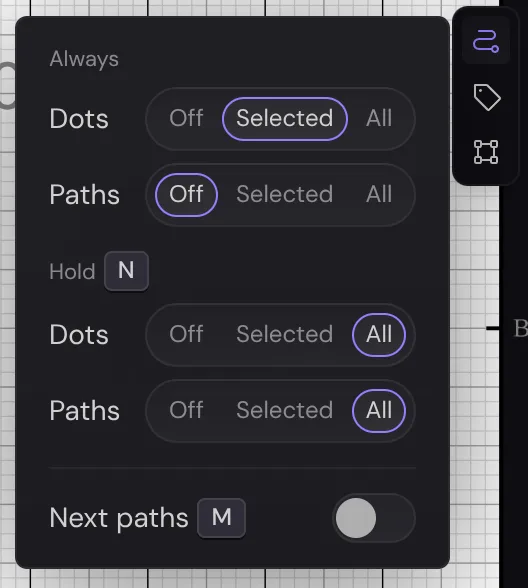 Always
Dots Off Selected All
Paths Off Selected All
Hold N
Dots Off Selected All
Paths Off Selected All
Next paths M
B